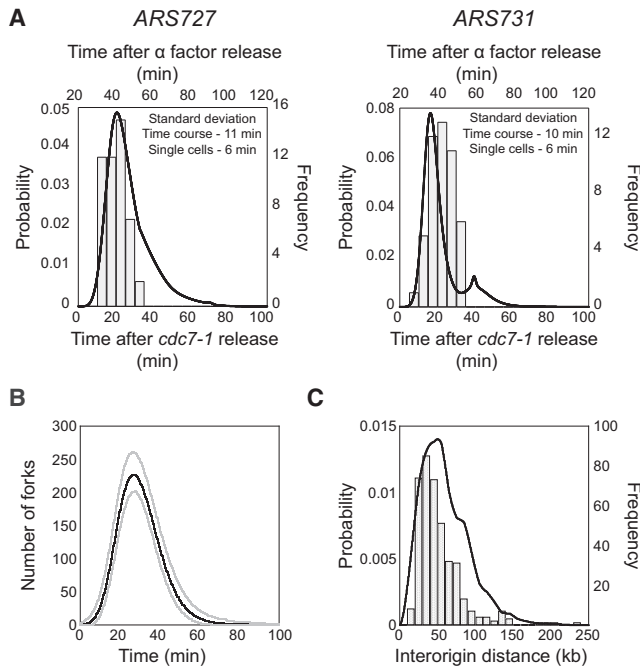 A
ARS727
ARS731
Time after α factor release
(min)
20 40 60 80 100 120
0.05
0.04
0.03
0.02
0.01
0
Probability
16
12
8
4
0
Frequency
Standard deviation
Time course - 11 min
Single cells - 6 min
0 20 40 60 80 100
Time after cdc7-1 release
(min)
Time after α factor release
(min)
20 40 60 80 100 120
0.08
0.06
0.04
0.02
0
Probability
12
8
4
0
Frequency
Standard deviation
Time course - 10 min
Single cells - 6 min
0 20 40 60 80 100
Time after cdc7-1 release
(min)
B
300
250
200
150
100
50
0
Number of forks
0 20 40 60 80 100
Time (min)
C
0.015
0.01
0.005
0
Probability
100
80
60
40
20
Frequency
0 50 100 150 200 250
Interorigin distance (kb)